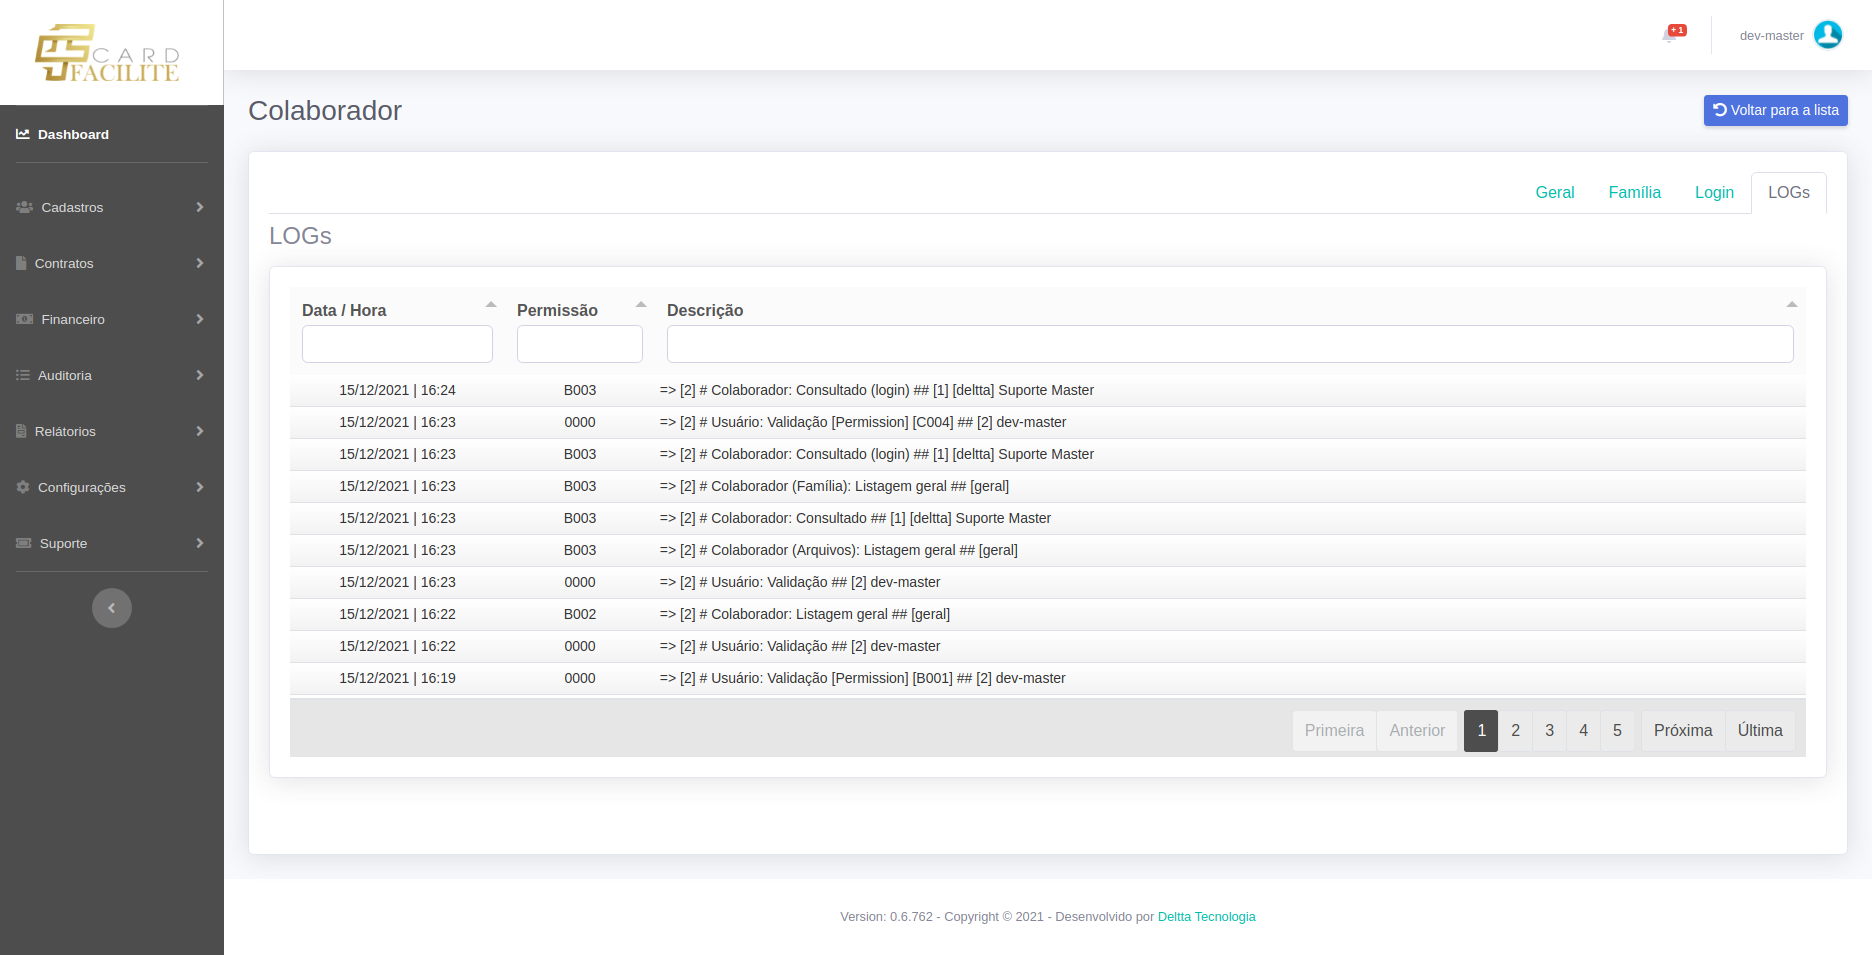 CARD
FACILITE
+ 1
dev-master
Dashboard
Cadastros
Contratos
Financeiro
Auditoria
Relátorios
Configurações
Suporte
Colaborador
Voltar para a lista
Geral Família Login LOGs
LOGs
Data / Hora Permissão Descrição
15/12/2021 | 16:24 B003 => [2] # Colaborador: Consultado (login) ## [1] [deltta] Suporte Master
15/12/2021 | 16:23 0000 => [2] # Usuário: Validação [Permission] [C004] ## [2] dev-master
15/12/2021 | 16:23 B003 => [2] # Colaborador: Consultado (login) ## [1] [deltta] Suporte Master
15/12/2021 | 16:23 B003 => [2] # Colaborador (Família): Listagem geral ## [geral]
15/12/2021 | 16:23 B003 => [2] # Colaborador: Consultado ## [1] [deltta] Suporte Master
15/12/2021 | 16:23 B003 => [2] # Colaborador (Arquivos): Listagem geral ## [geral]
15/12/2021 | 16:23 0000 => [2] # Usuário: Validação ## [2] dev-master
15/12/2021 | 16:22 B002 => [2] # Colaborador: Listagem geral ## [geral]
15/12/2021 | 16:22 0000 => [2] # Usuário: Validação ## [2] dev-master
15/12/2021 | 16:19 0000 => [2] # Usuário: Validação [Permission] [B001] ## [2] dev-master
Primeira Anterior 1 2 3 4 5 Próxima Última
Version: 0.6.762 - Copyright © 2021 - Desenvolvido por Deltta Tecnologia